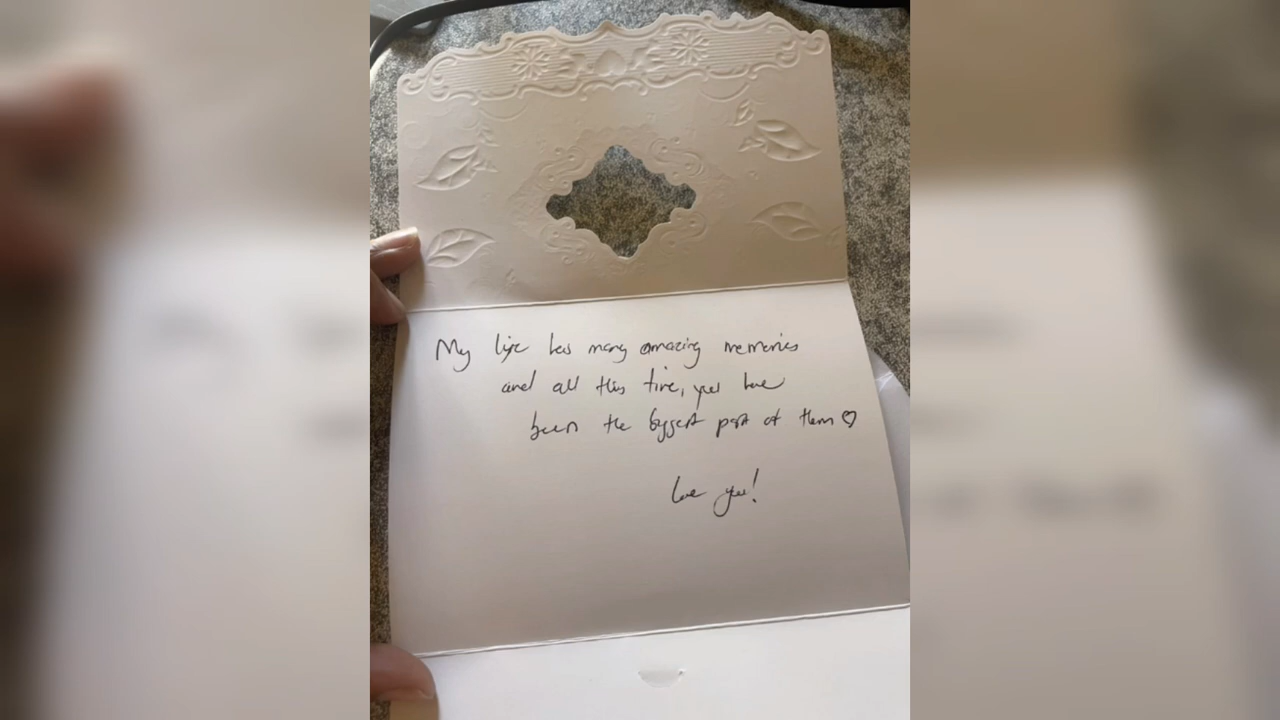 My life has many amazing memories
and all this time, you have
been the biggest part of them ♡
love you!